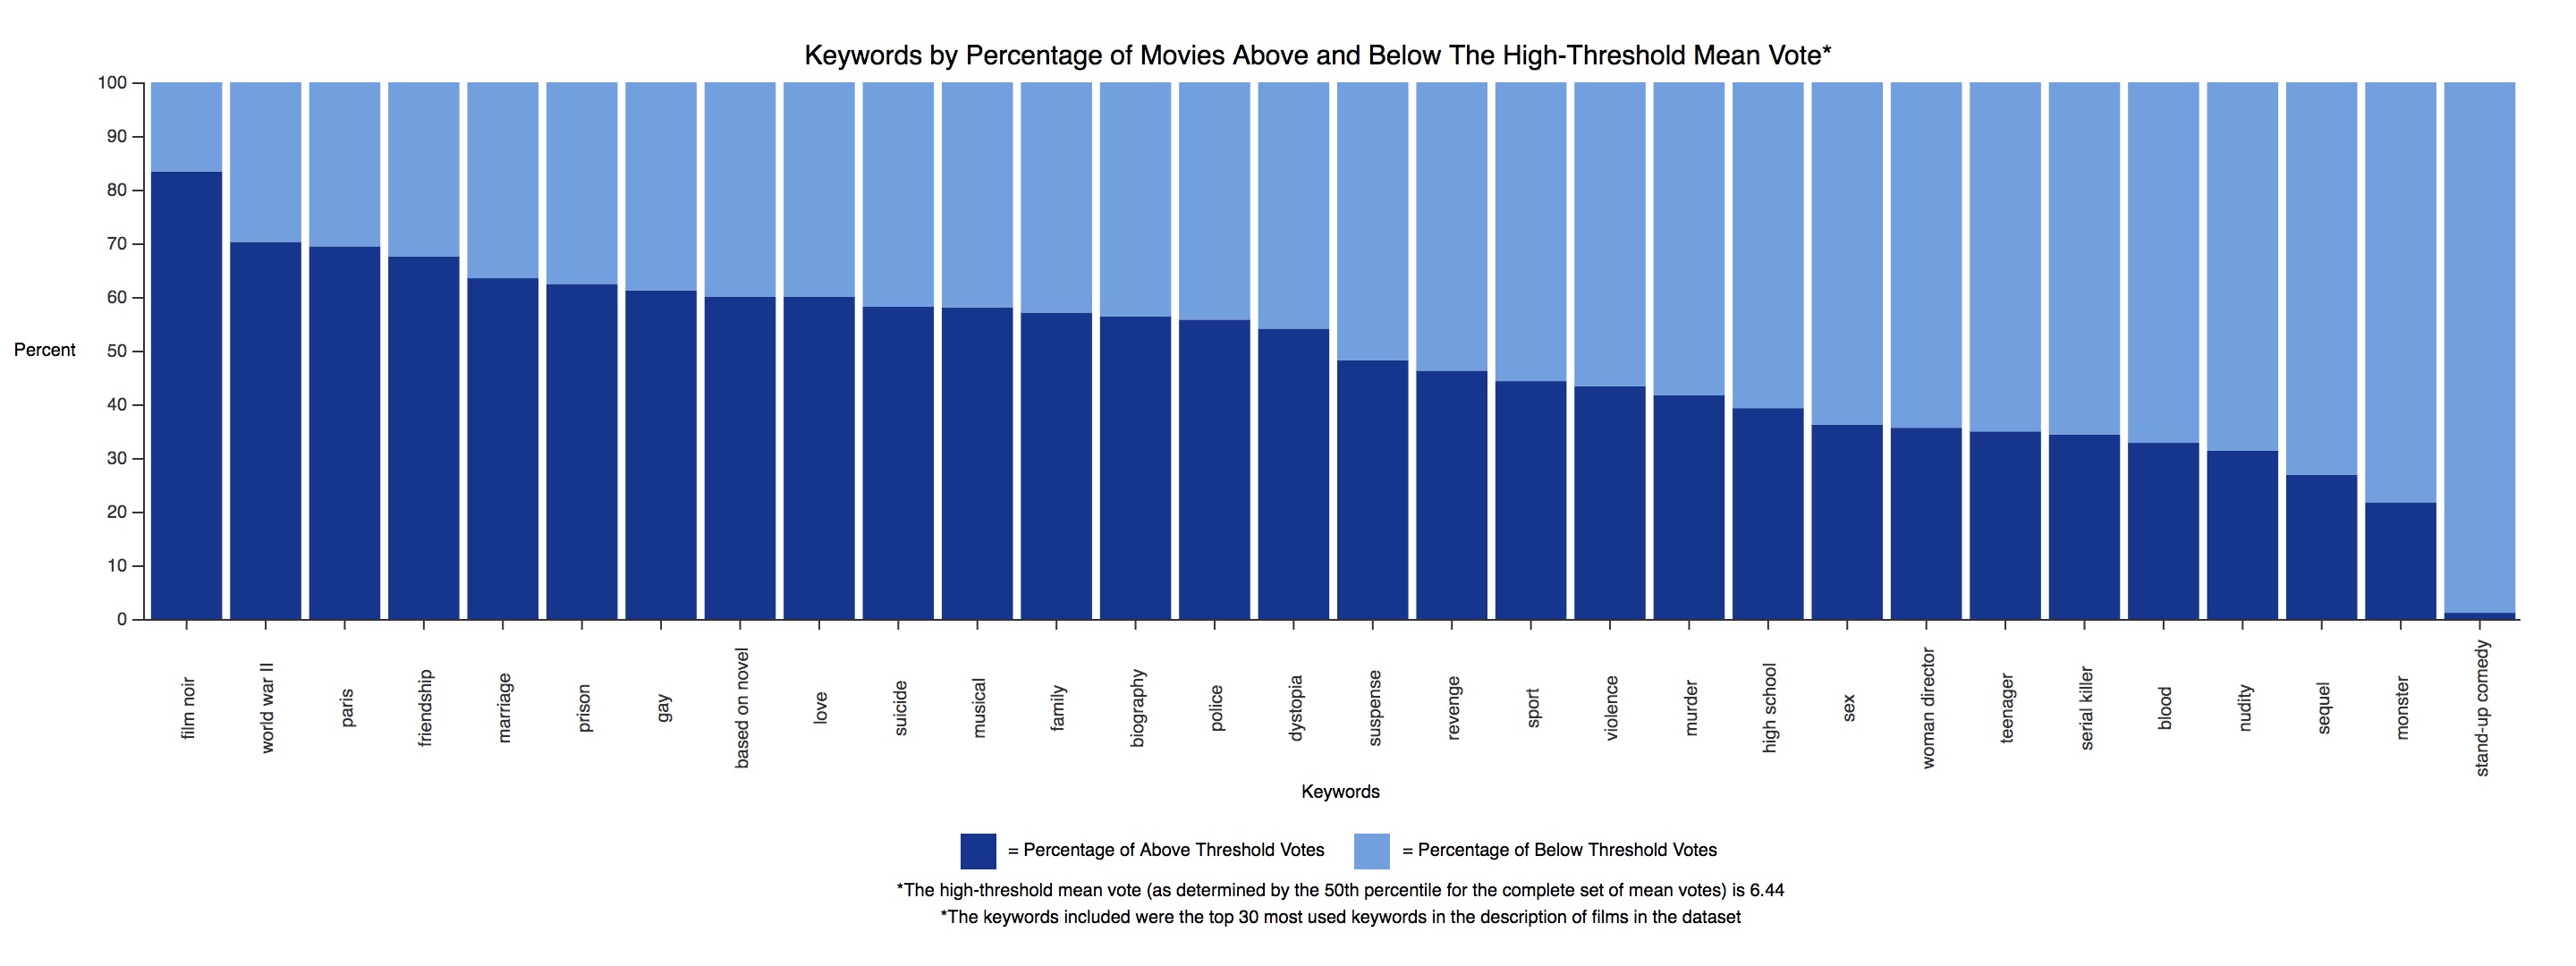 Keywords by Percentage of Movies Above and Below The High-Threshold Mean Vote*
100
90
80
70
60
50
40
30
20
10
0
Percent
film noir
world war II
paris
friendship
marriage
prison
gay
based on novel
love
suicide
musical
family
biography
police
dystopia
suspense
revenge
sport
violence
murder
high school
sex
woman director
teenager
serial killer
blood
nudity
sequel
monster
stand-up comedy
Keywords
= Percentage of Above Threshold Votes
= Percentage of Below Threshold Votes
*The high-threshold mean vote (as determined by the 50th percentile for the complete set of mean votes) is 6.44
*The keywords included were the top 30 most used keywords in the description of films in the dataset